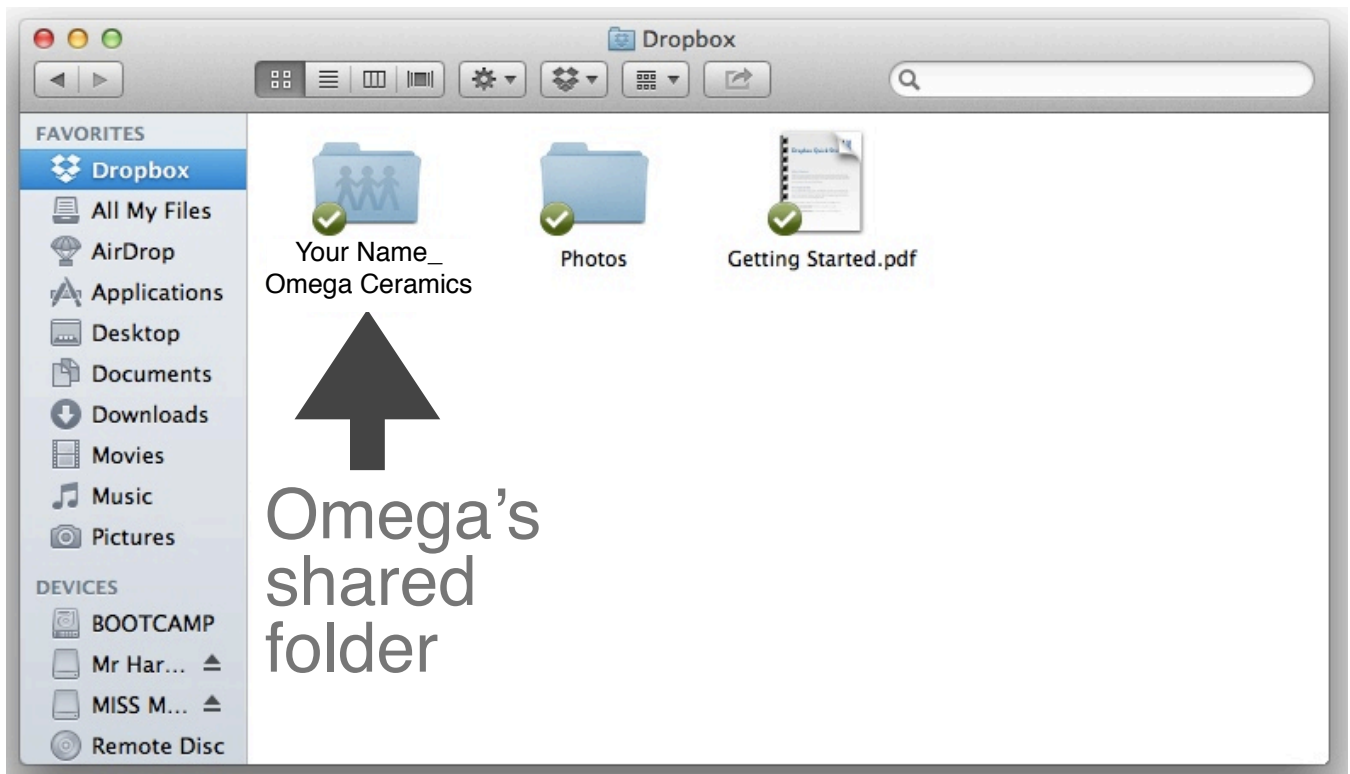 Dropbox
FAVORITES
Dropbox
All My Files
AirDrop
Applications
Desktop
Documents
Downloads
Movies
Music
Pictures
DEVICES
BOOTCAMP
Mr Har...
MISS M...
Remote Disc
Your Name_
Omega Ceramics
Photos
Getting Started.pdf
Omega’s
shared
folder